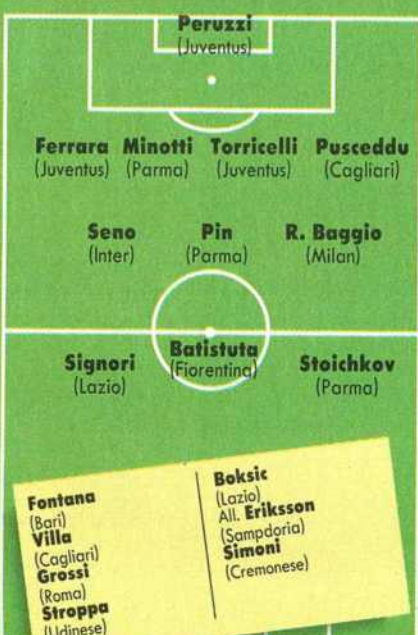 Peruzzi
(Juventus)
Ferrara Minotti Torricelli Pusceddu
(Juventus) (Parma) (Juventus) (Cagliari)
Seno Pin R. Baggio
(Inter) (Parma) (Milan)
Signori Batistuta Stoichkov
(Lazio) (Fiorentina) (Parma)
Fontana
(Bari)
Villa
(Cagliari)
Grossi
(Roma)
Stroppa
(Udinese)
Boksic
(Lazio)
All. Eriksson
(Sampdoria)
Simoni
(Cremonese)